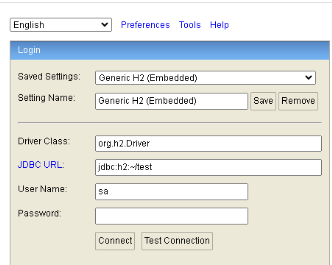 English Preferences Tools Help
Login
Saved Settings: Generic H2 (Embedded)
Setting Name: Generic H2 (Embedded) Save Remove
Driver Class: org.h2.Driver
JDBC URL: jdbc:h2:~/test
User Name: sa
Password:
Connect Test Connection